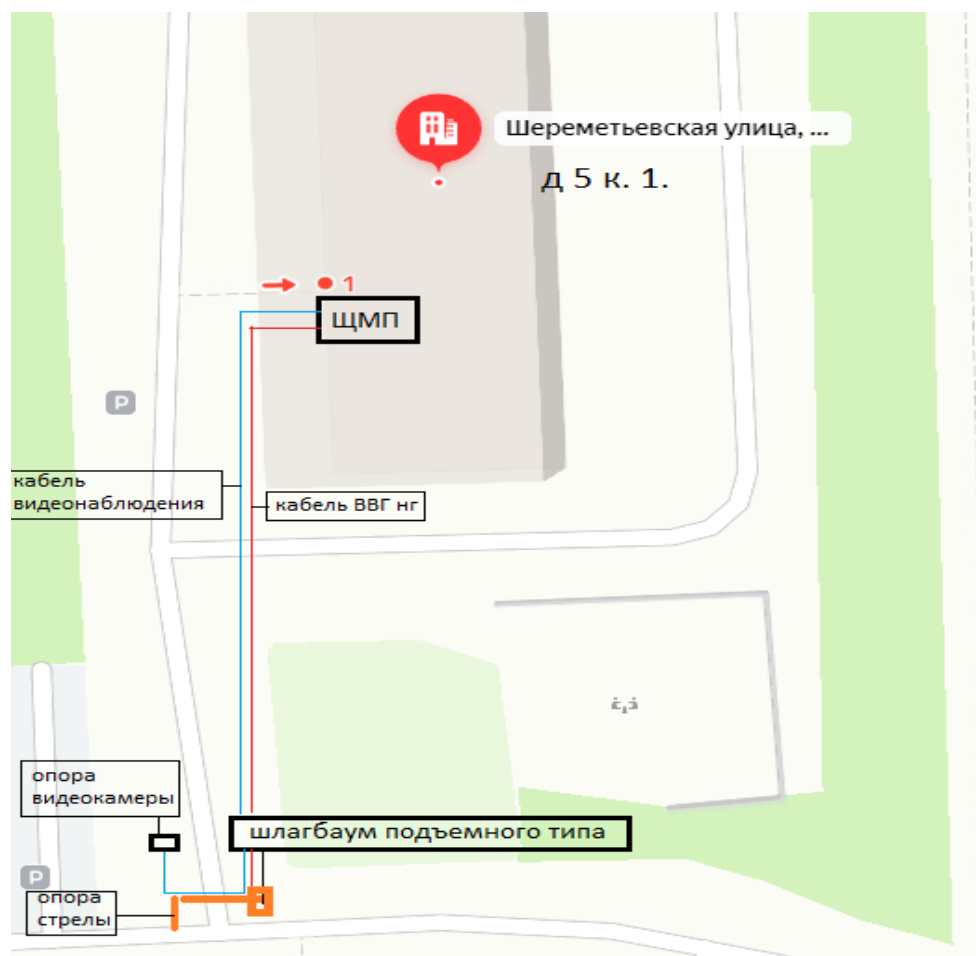 Шереметьевская улица, ...
д 5 к. 1.
1
ЩМП
P
кабель
видеонаблюдения
кабель ВВГ нг
опора
видеокамеры
шлагбаум подъемного типа
P
опора
стрелы